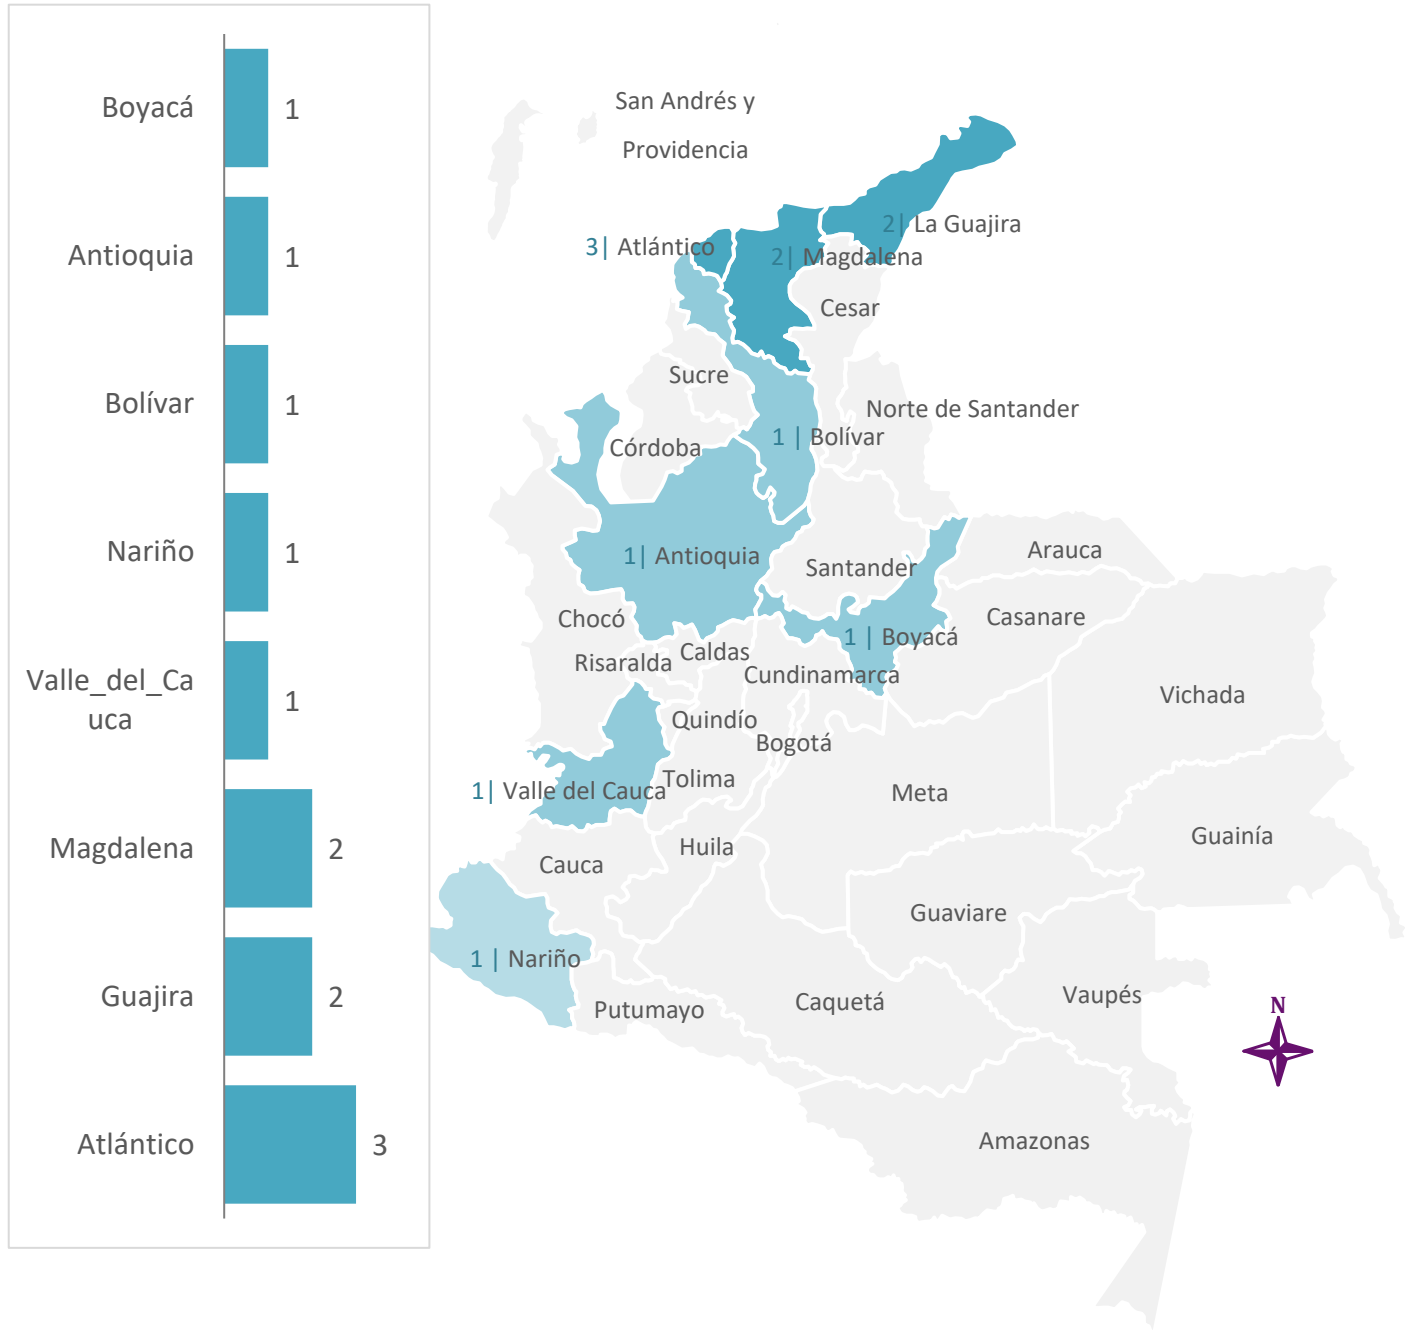 Boyacá 1
Antioquia 1
Bolívar 1
Nariño 1
Valle_del_Ca
uca 1
Magdalena 2
Guajira 2
Atlántico 3
San Andrés y
Providencia
2| La Guajira
3| Atlántico
2| Magdalena
Cesar
Sucre
Norte de Santander
1 | Bolívar
Córdoba
Arauca
1| Antioquia
Santander
Casanare
Chocó
1 | Boyacá
Caldas
Risaralda
Cundinamarca
Vichada
Quindío
Bogotá
Tolima
1| Valle del Cauca
Meta
Guainía
Huila
Cauca
Guaviare
1 | Nariño
Vaupés
Caquetá
N
Putumayo
Amazonas